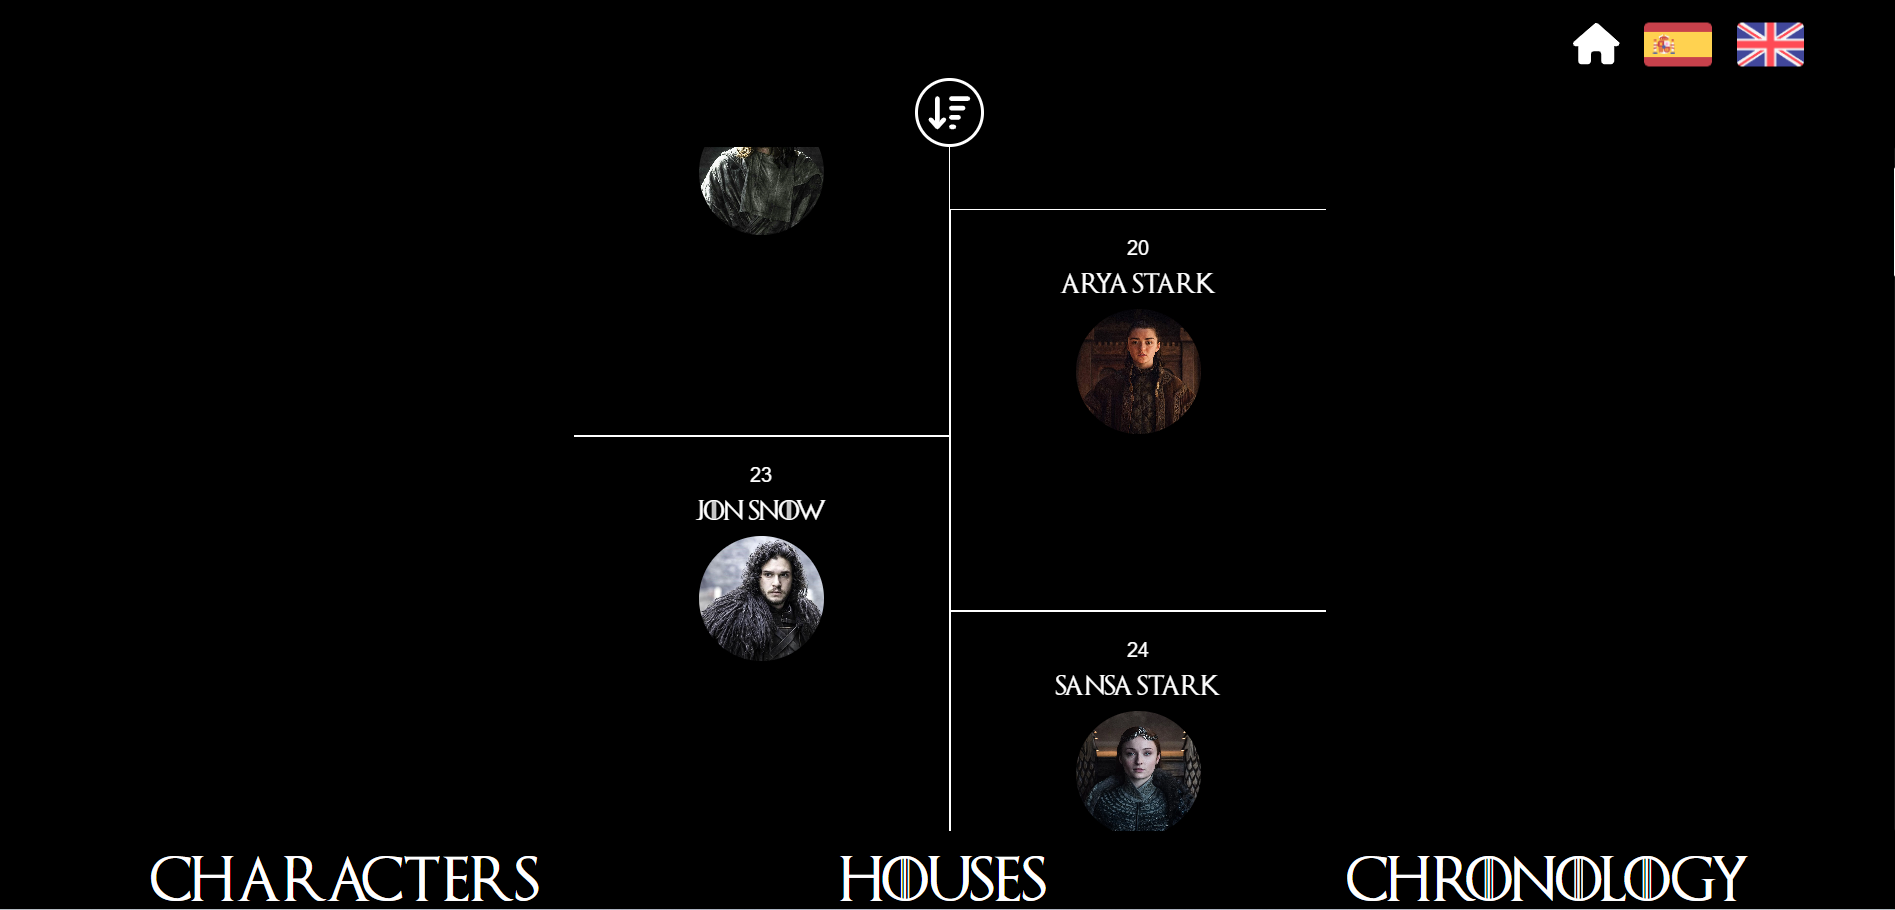 20
ARYA STARK
23
JON SNOW
24
SANSA STARK
CHARACTERS
HOUSES
CHRONOLOGY